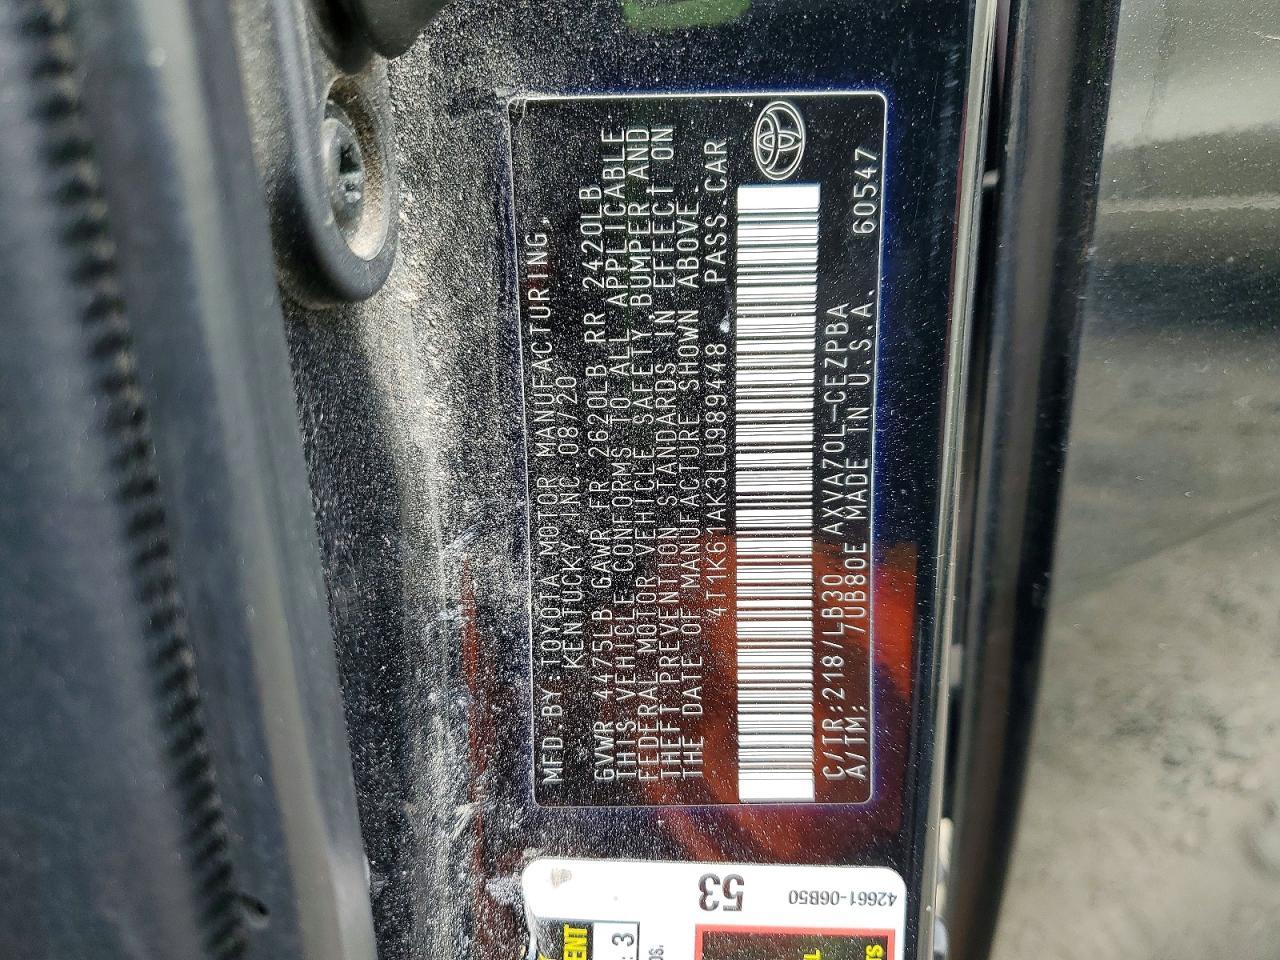 MFD.BY:TOYOTA MOTOR MANUFACTURING,
KENTUCKY, INC. 08/20
GVWR 4475LB GAWR FR 2620LB RR 2420LB
THIS VEHICLE CONFORMS TO ALL APPLICABLE
FEDERAL MOTOR VEHICLE SAFETY, BUMPER AND
THEFT PREVENTION STANDARDS IN EFFECT ON
THE DATE OF MANUFACTURE SHOWN ABOVE.
4T1K61AK3LU989448 PASS.CAR
C/TR:218/LB30 AXVA70L-CEZPBA 60547
A/TM: /UB80E MADE IN U.S.A
53
42661-06B50
3